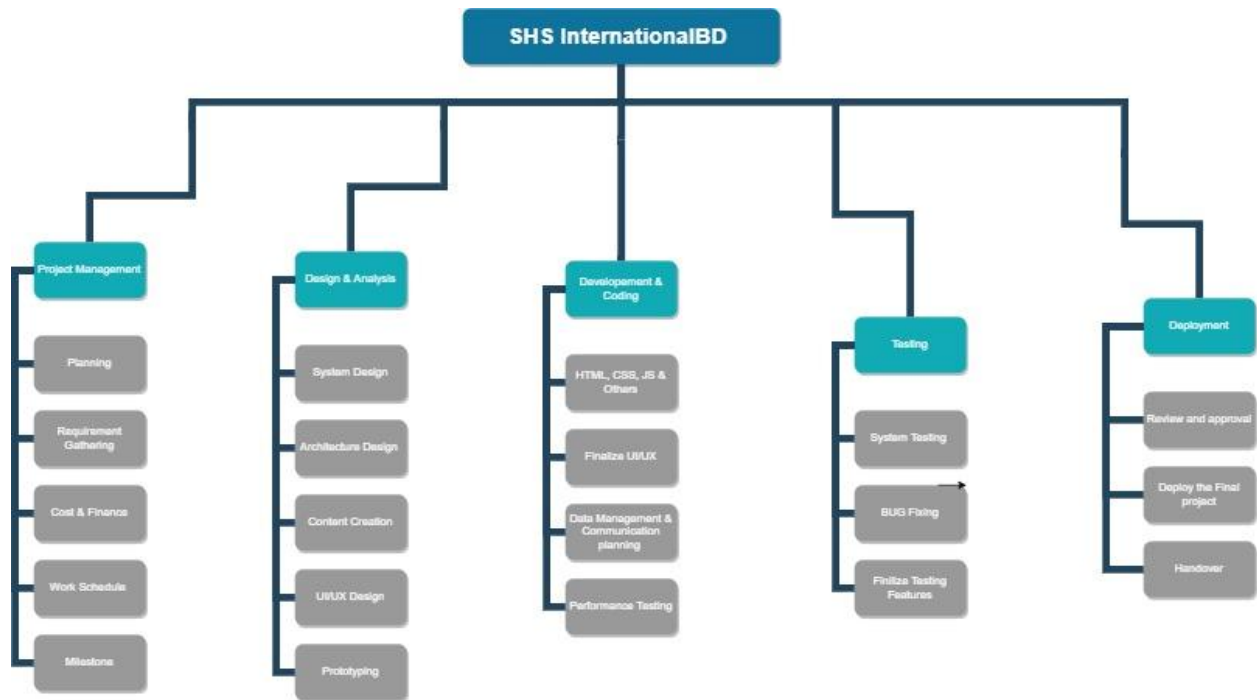 SHS InternationalBD
Project Management
Planning
Requirement
Gathering
Cost & Finance
Work Schedule
Milestone
Design & Analysis
System Design
Architecture Design
Content Creation
UI/UX Design
Prototyping
Developement &
Coding
HTML, CSS, JS &
Others
Finalize UI/UX
Data Management &
Communication
planning
Performance Testing
Testing
System Testing
BUG Fixing
Finilize Testing
Features
Deployment
Review and approval
Deploy the Final
project
Handover